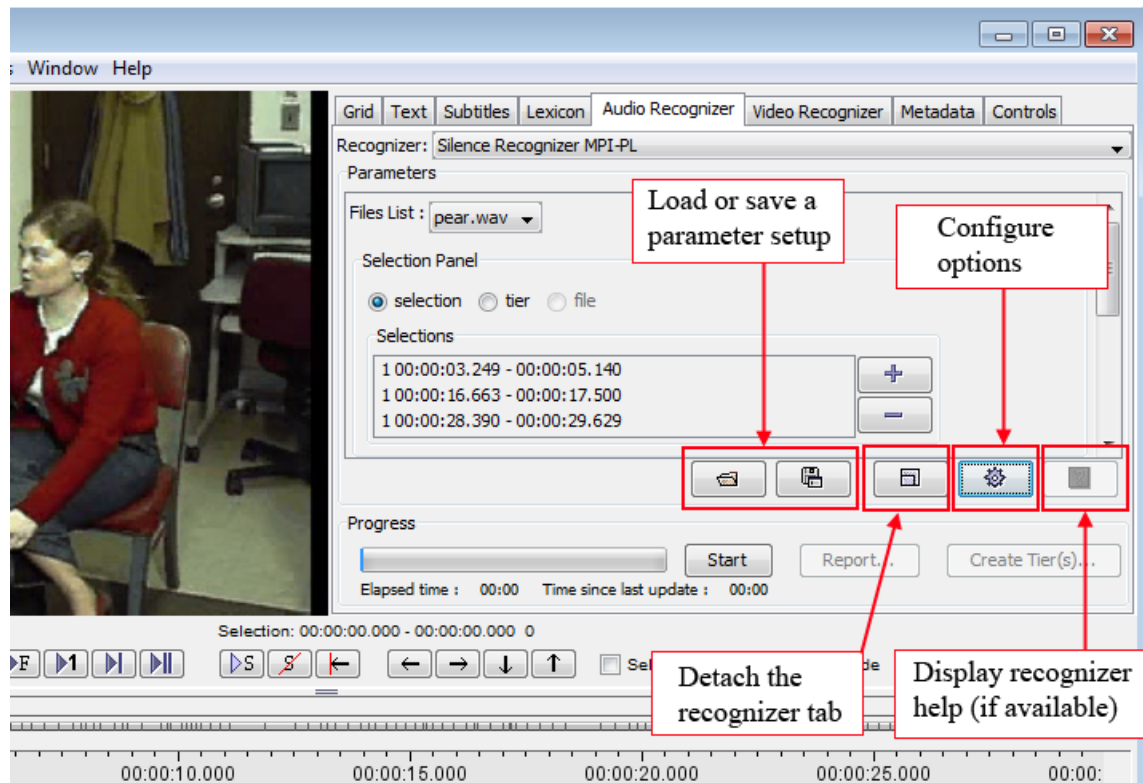 Window Help
Grid Text Subtitles Lexicon Audio Recognizer Video Recognizer Metadata Controls
Recognizer: Silence Recognizer MPI-PL
Parameters
Files List : pear.wav
Load or save a
parameter setup
Configure
options
Selection Panel
selection tier file
Selections
1 00:00:03.249 - 00:00:05.140
1 00:00:16.663 - 00:00:17.500
1 00:00:28.390 - 00:00:29.629
Progress
Start Report... Create Tier(s)...
Elapsed time : 00:00 Time since last update : 00:00
Selection: 00:00:00.000 - 00:00:00.000 0
F 1 S S
Detach the
recognizer tab
Display recognizer
help (if available)
00:00:10.000 00:00:15.000 00:00:20.000 00:00:25.000 00:00: